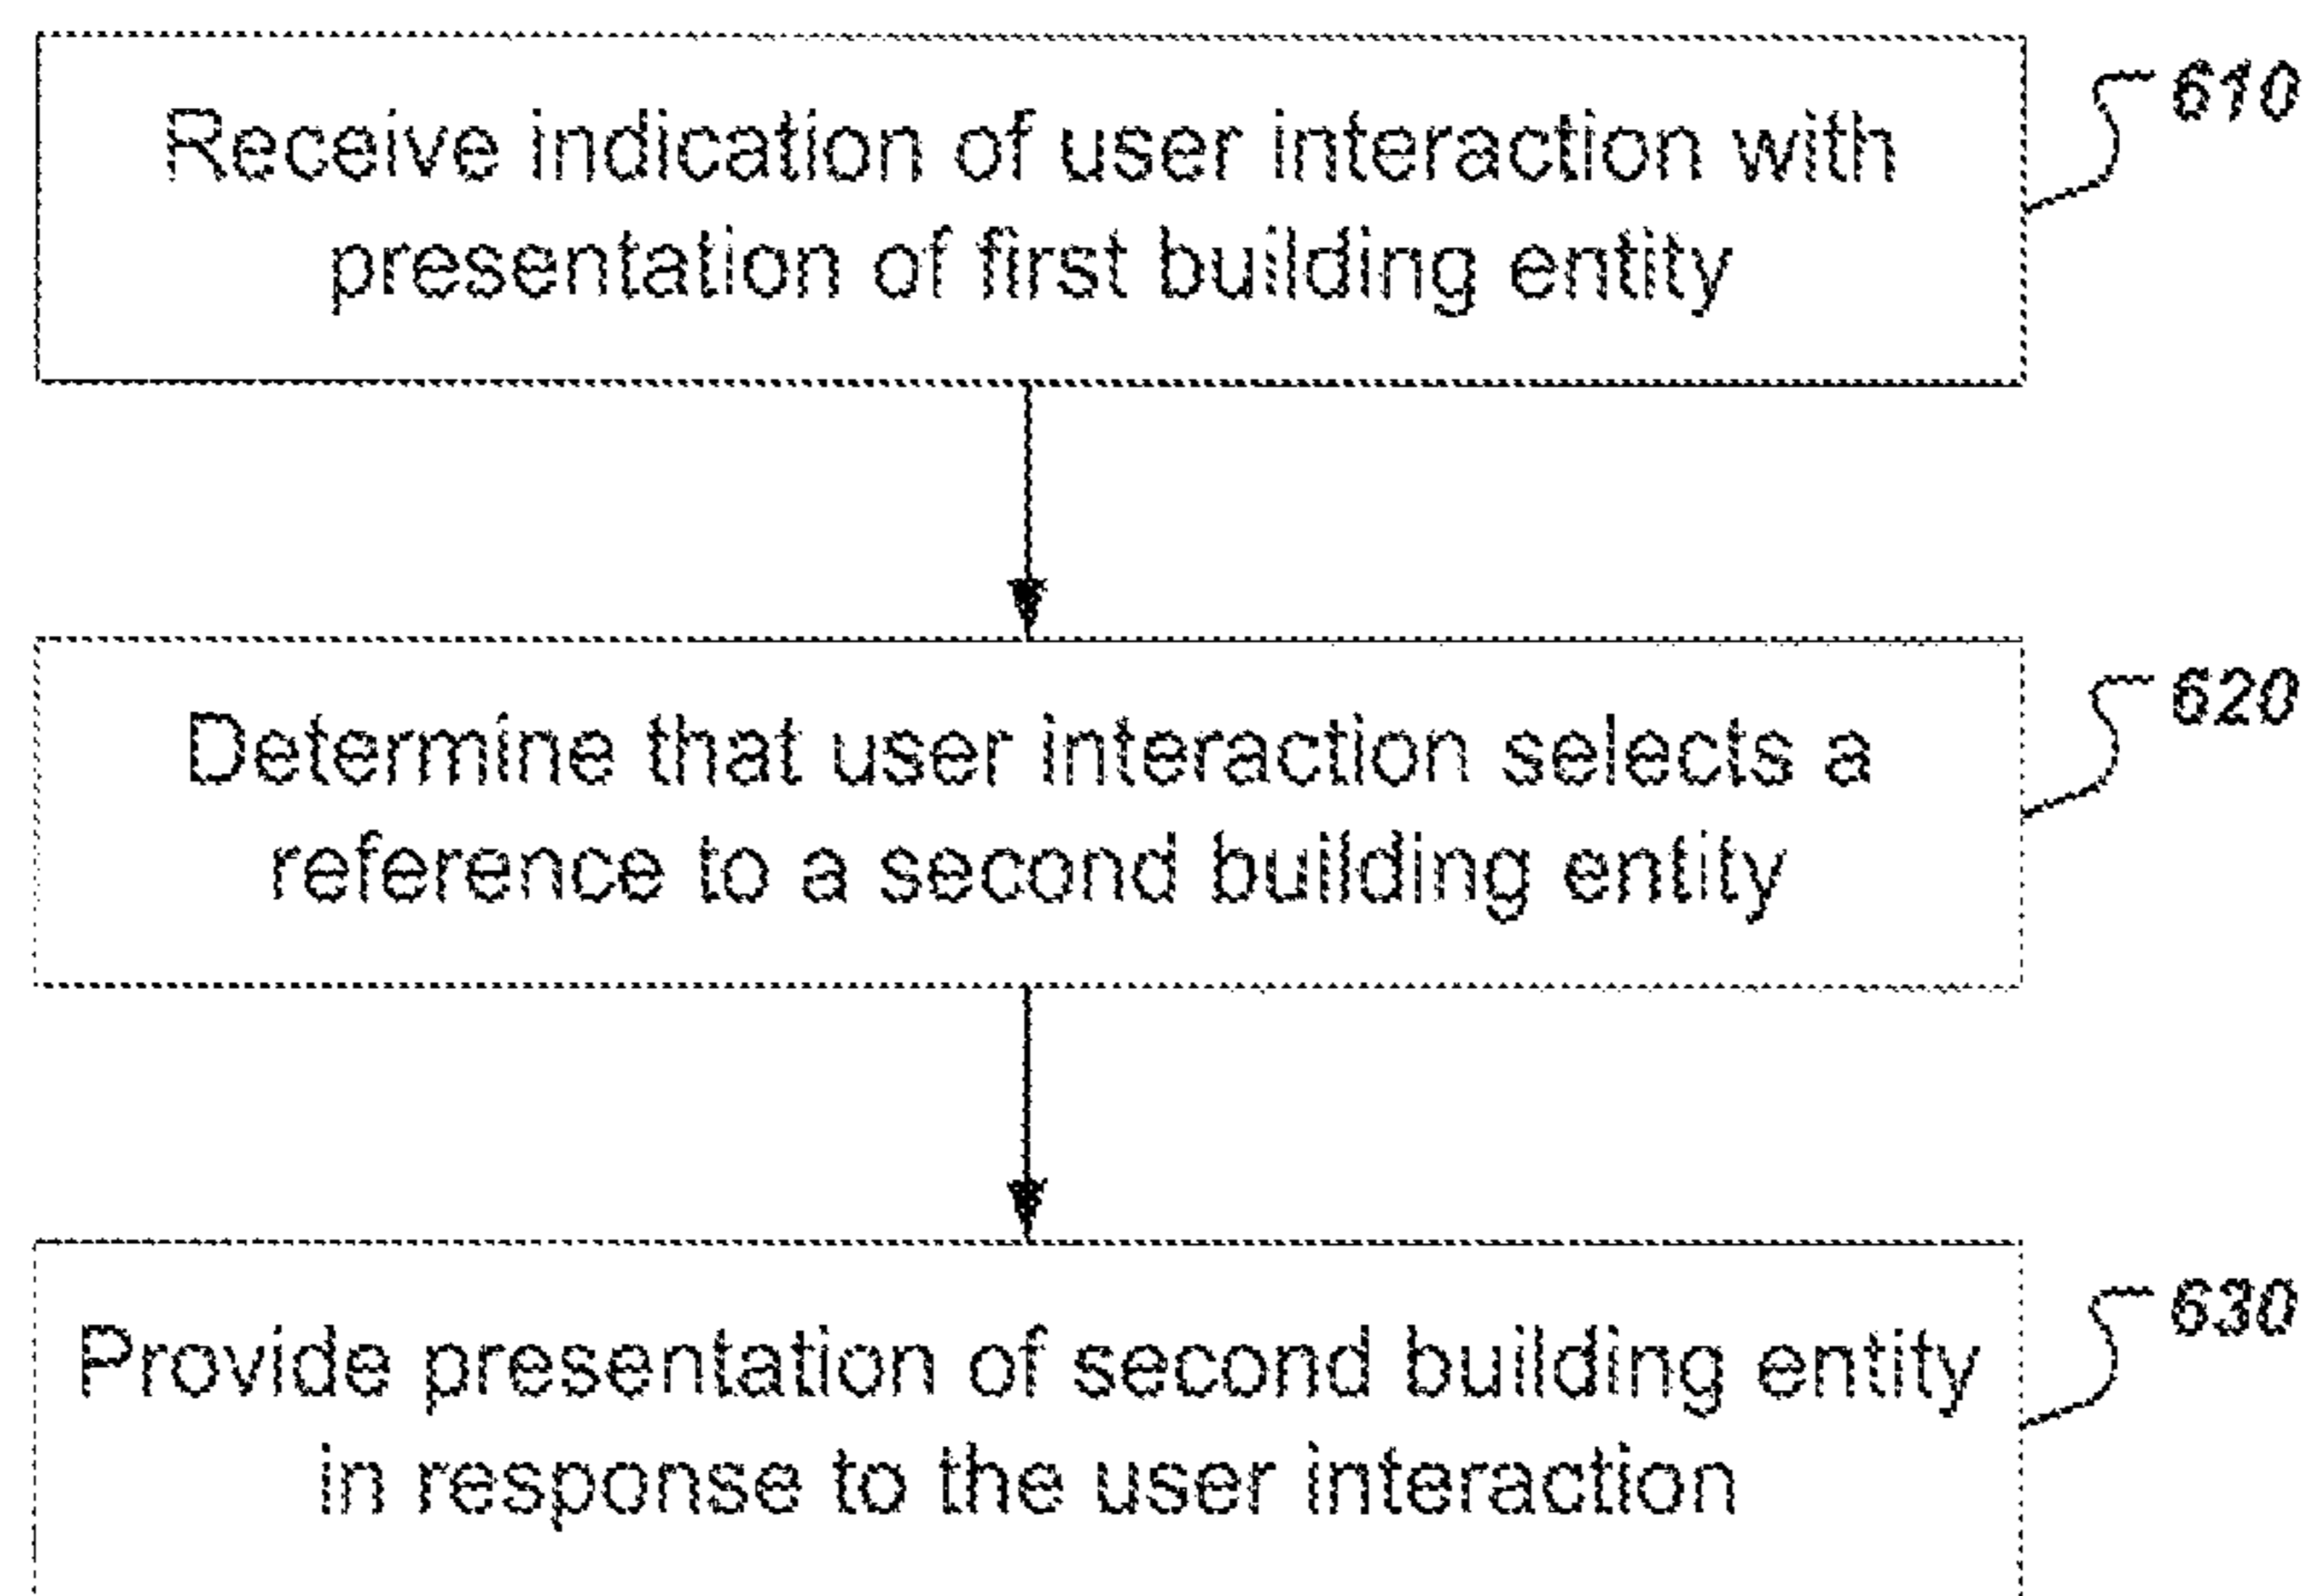 Receive indication of user interaction with
presentation of first building entity
610
Determine that user interaction selects a
reference to a second building entity
620
Provide presentation of second building entity
in response to the user interaction
630